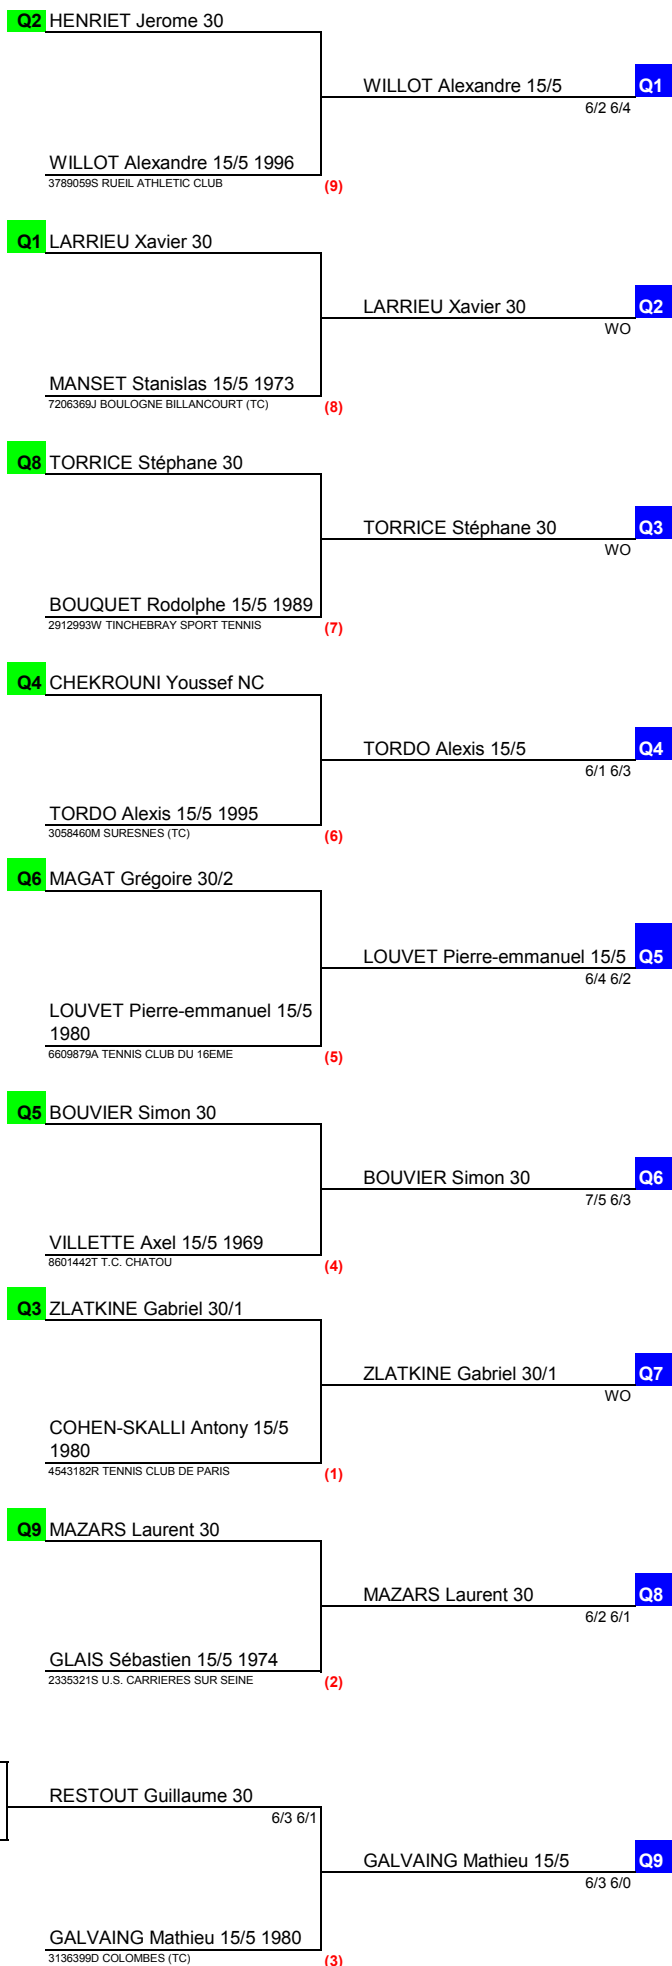 Q2 HENRIET Jerome 30
WILLOT Alexandre 15/5 Q1
6/2 6/4
WILLOT Alexandre 15/5 1996
3789059S RUEIL ATHLETIC CLUB (9)
Q1 LARRIEU Xavier 30
LARRIEU Xavier 30 Q2
WO
MANSET Stanislas 15/5 1973
7206369J BOULOGNE BILLANCOURT (TC) (8)
Q8 TORRICE Stéphane 30
TORRICE Stéphane 30 Q3
WO
BOUQUET Rodolphe 15/5 1989
2912993W TINCHEBRAY SPORT TENNIS (7)
Q4 CHEKROUNI Youssef NC
TORDO Alexis 15/5 Q4
6/1 6/3
TORDO Alexis 15/5 1995
3058460M SURESNES (TC) (6)
Q6 MAGAT Grégoire 30/2
LOUVET Pierre-emmanuel 15/5 Q5
6/4 6/2
LOUVET Pierre-emmanuel 15/5
1980
6609879A TENNIS CLUB DU 16EME (5)
Q5 BOUVIER Simon 30
BOUVIER Simon 30 Q6
7/5 6/3
VILLETTE Axel 15/5 1969
8601442T T.C. CHATOU (4)
Q3 ZLATKINE Gabriel 30/1
ZLATKINE Gabriel 30/1 Q7
WO
COHEN-SKALLI Antony 15/5
1980
4543182R TENNIS CLUB DE PARIS (1)
Q9 MAZARS Laurent 30
MAZARS Laurent 30 Q8
6/2 6/1
GLAIS Sébastien 15/5 1974
2335321S U.S. CARRIERES SUR SEINE (2)
RESTOUT Guillaume 30
6/3 6/1
GALVAING Mathieu 15/5 Q9
6/3 6/0
GALVAING Mathieu 15/5 1980
3136399D COLOMBES (TC) (3)